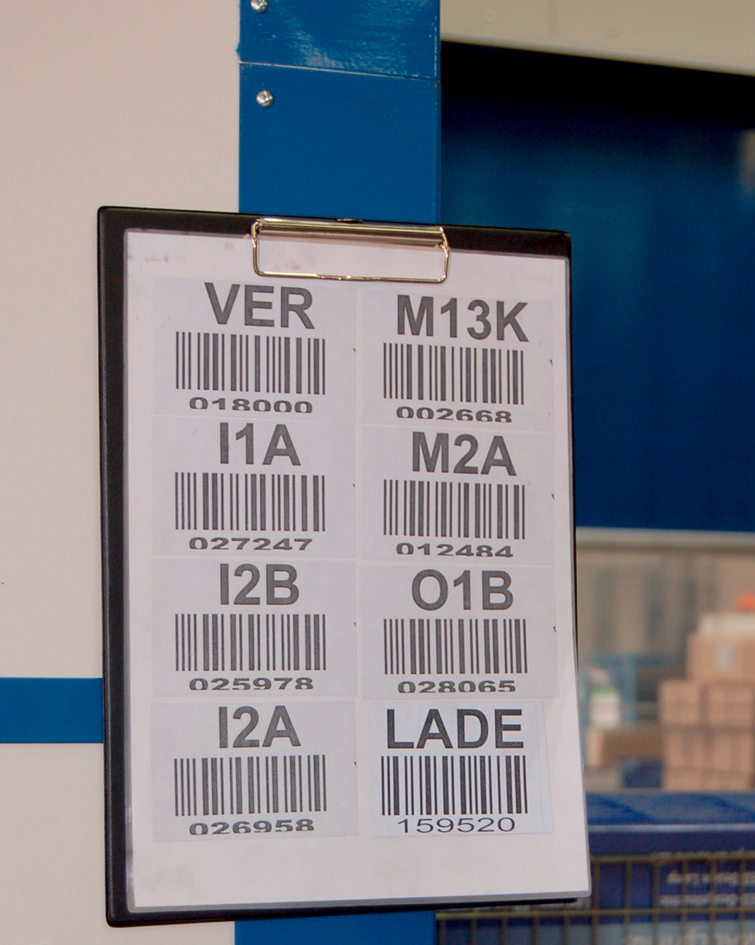 VER
018000
M13K
002668
I1A
027247
M2A
012484
I2B
025978
O1B
028065
I2A
026958
LADE
159520